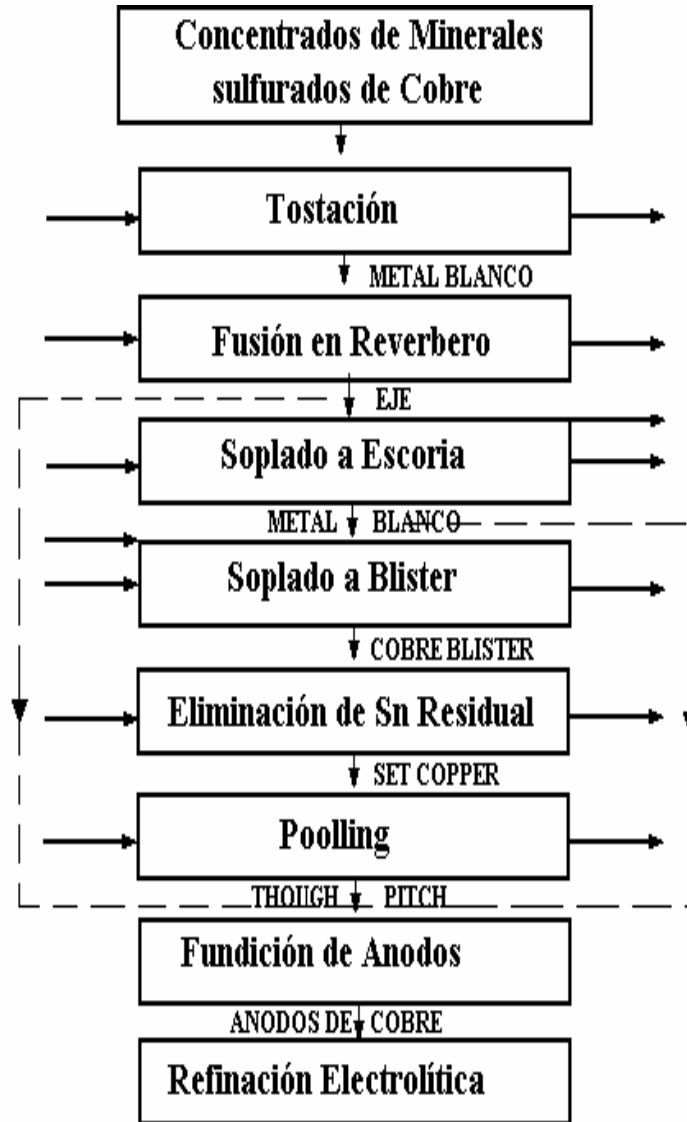 Concentrados de Minerales
sulfurados de Cobre
Tostación
METAL BLANCO
Fusión en Reverbero
EJE
Soplado a Escoria
METAL BLANCO
Soplado a Blister
COBRE BLISTER
Eliminación de Sn Residual
SET COPPER
Poolling
THOUGH PITCH
Fundición de Anodos
ANODOS DE COBRE
Refinación Electrolítica